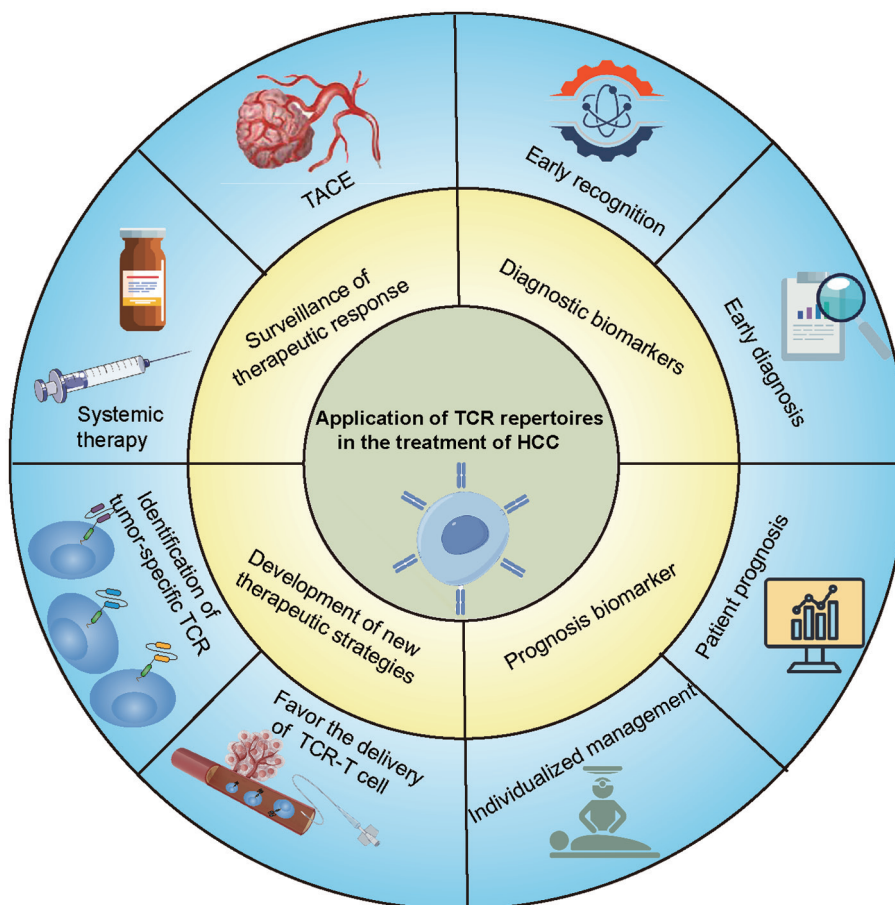 Application of TCR repertoires
in the treatment of HCC
Diagnostic biomarkers
Early recognition
Early diagnosis
Prognosis biomarker
Patient prognosis
Individualized management
Development of new
therapeutic strategies
Favor the delivery
of TCR-T cell
Identification of
tumor-specific TCR
Surveillance of
therapeutic response
Systemic
therapy
TACE